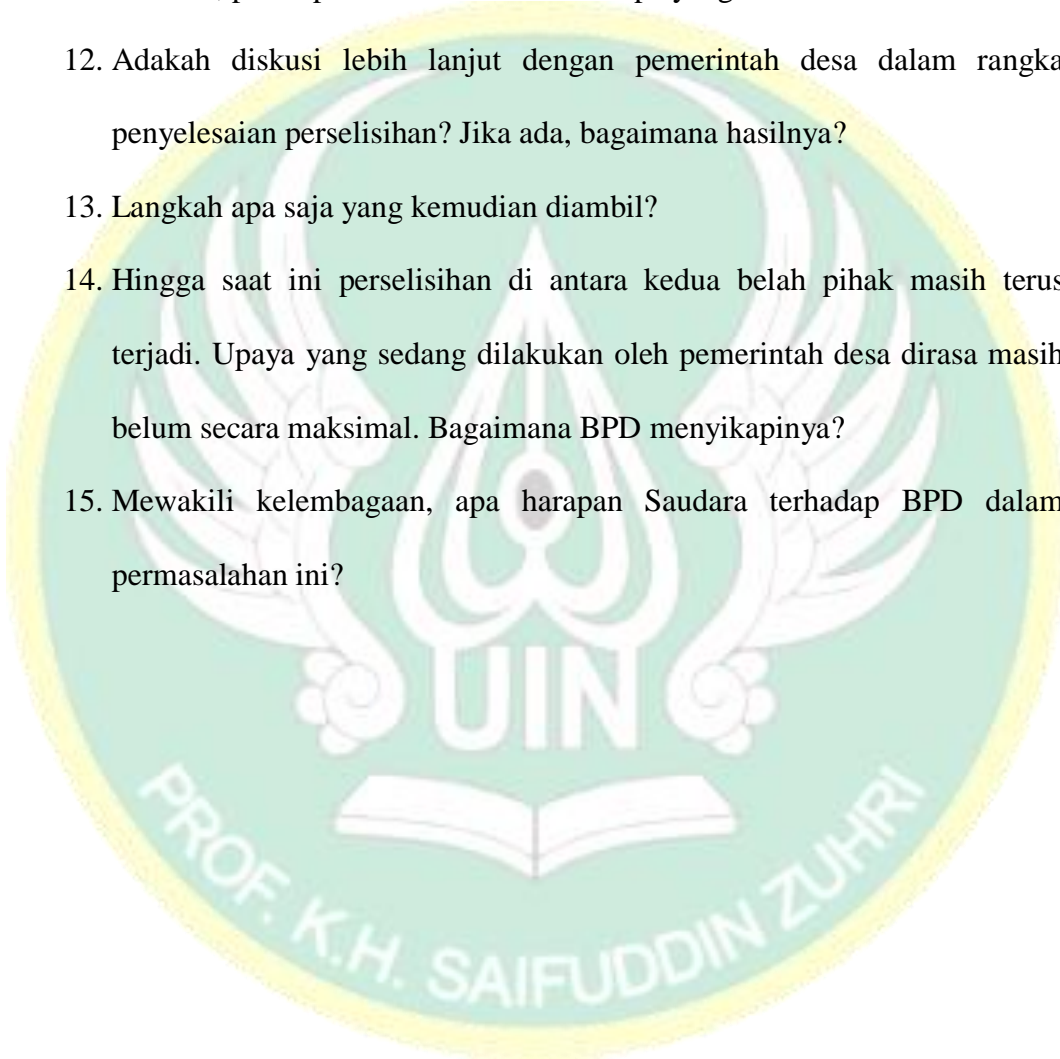 12. Adakah diskusi lebih lanjut dengan pemerintah desa dalam rangka
penyelesaian perselisihan? Jika ada, bagaimana hasilnya?
13. Langkah apa saja yang kemudian diambil?
14. Hingga saat ini perselisihan di antara kedua belah pihak masih terus
terjadi. Upaya yang sedang dilakukan oleh pemerintah desa dirasa masih
belum secara maksimal. Bagaimana BPD menyikapinya?
15. Mewakili kelembagaan, apa harapan Saudara terhadap BPD dalam
permasalahan ini?
UIN
PROF. K.H. SAIFUDDIN ZUHRI